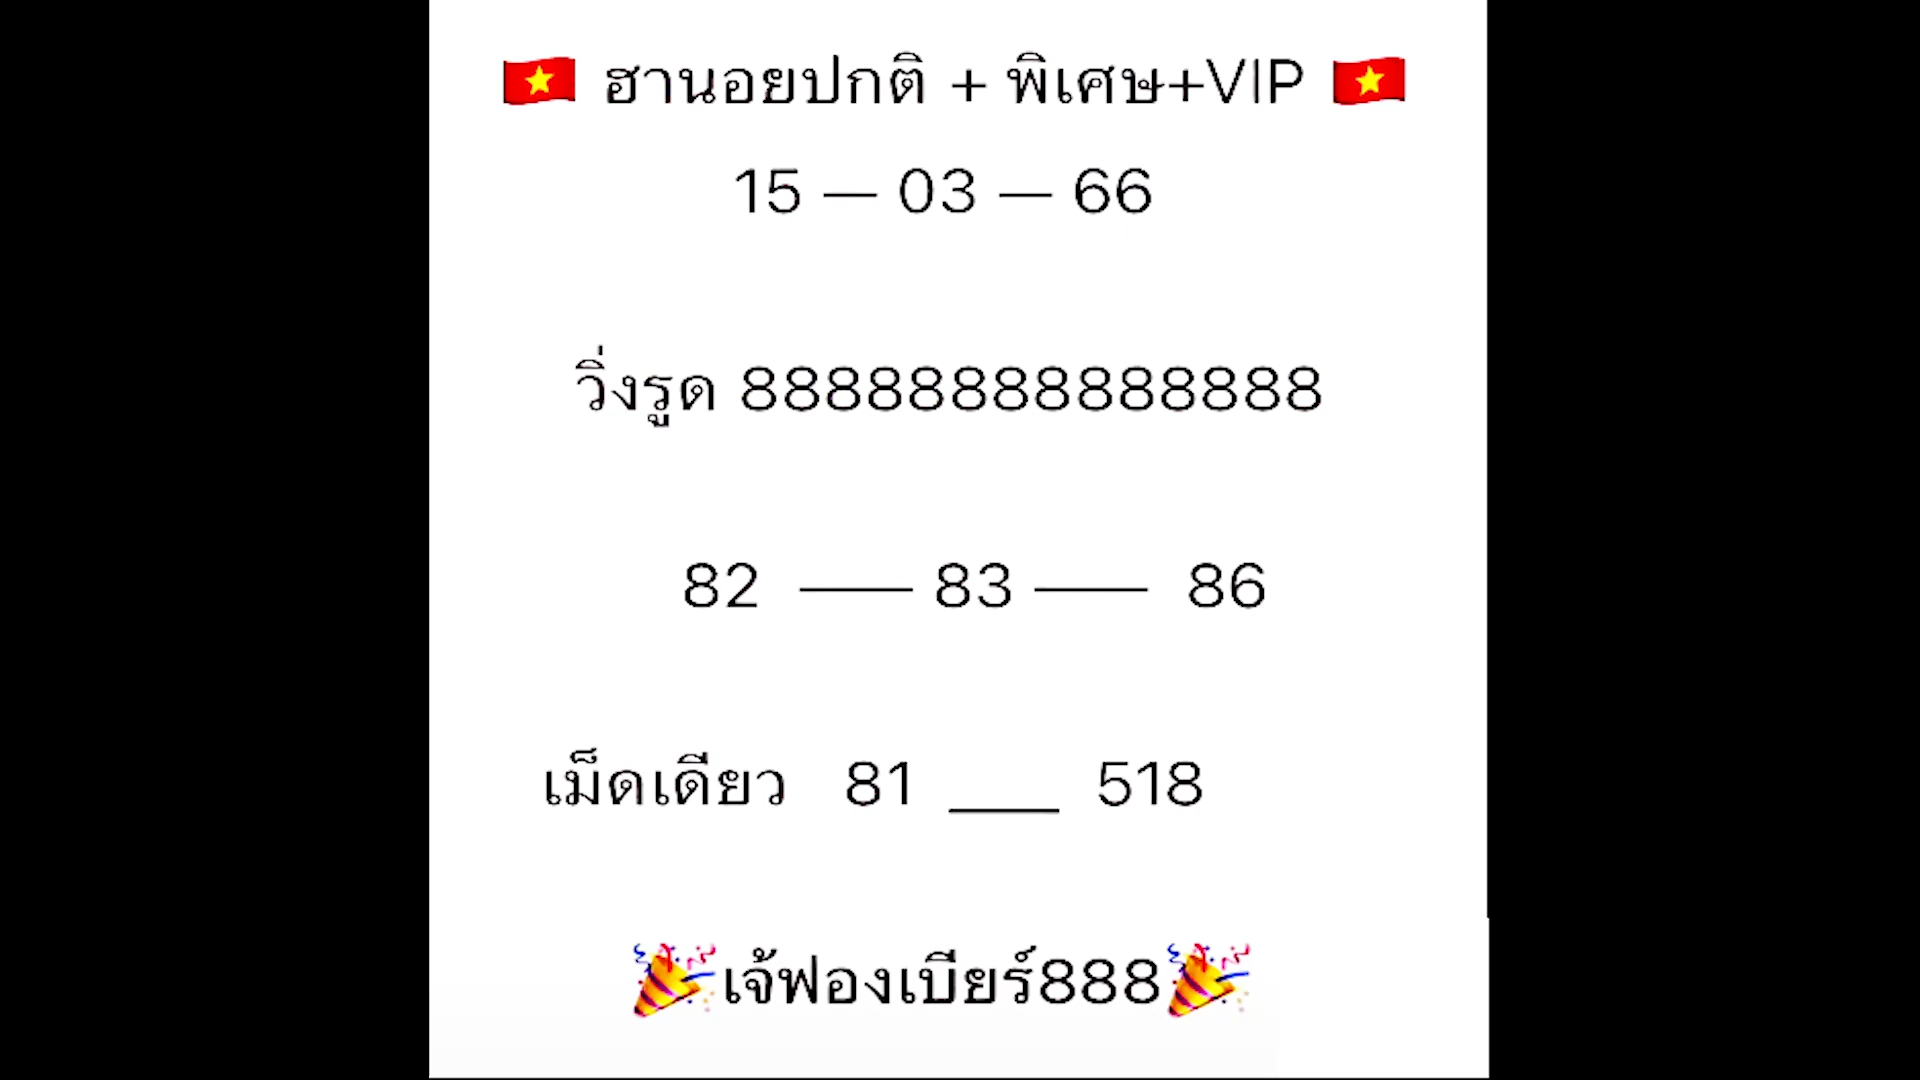 🇻🇳 ฮานอยปกติ + พิเศษ+VIP 🇻🇳
15 — 03 — 66
วิ่งรูด 88888888888888
82 —— 83 —— 86
เม็ดเดียว 81 ___ 518
🎉เจ้ฟองเบียร์888🎉